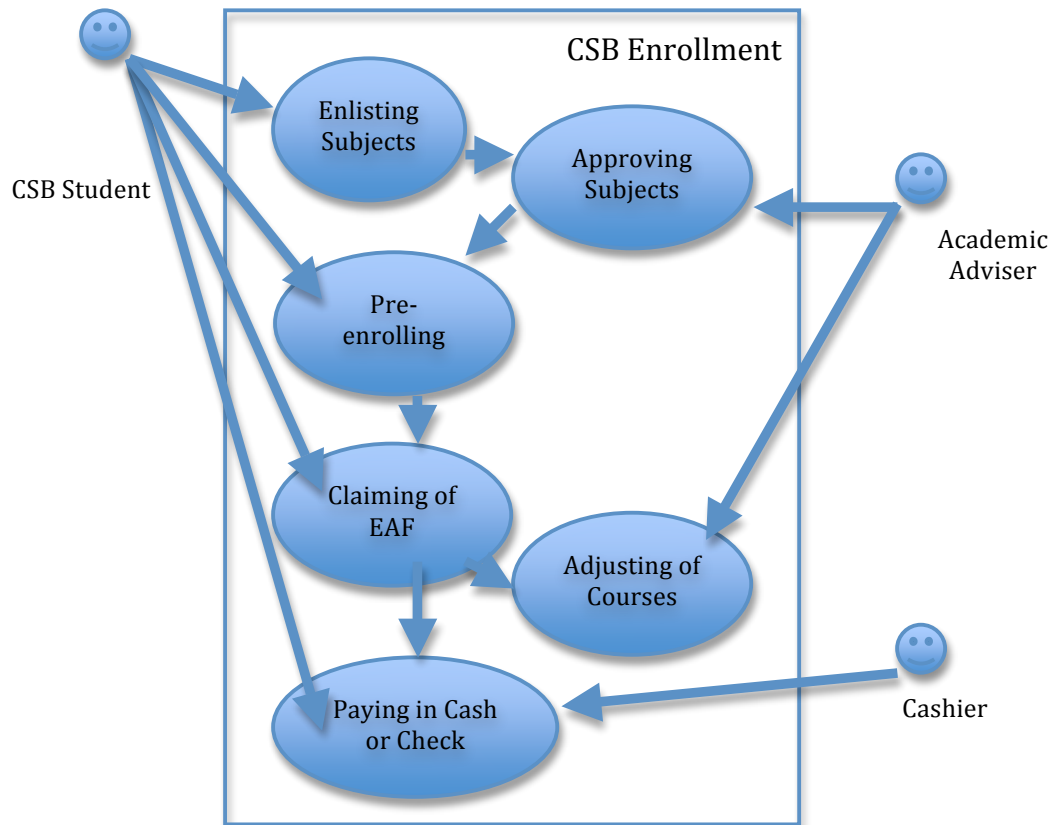 CSB Enrollment
Enlisting
Subjects
Approving
Subjects
CSB Student
Academic
Adviser
Pre-
enrolling
Claiming of
EAF
Adjusting of
Courses
Paying in Cash
or Check
Cashier